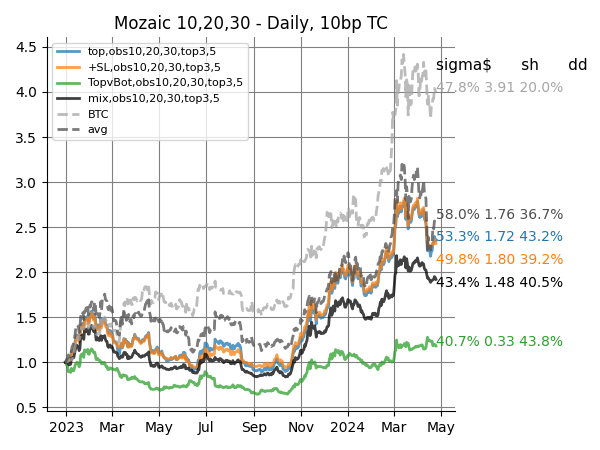 Mozaic 10,20,30 - Daily, 10bp TC
top,obs10,20,30,top3,5
+SL,obs10,20,30,top3,5
TopvBot,obs10,20,30,top3,5
mix,obs10,20,30,top3,5
BTC
avg
sigma$ sh dd
47.8% 3.91 20.0%
58.0% 1.76 36.7%
53.3% 1.72 43.2%
49.8% 1.80 39.2%
43.4% 1.48 40.5%
40.7% 0.33 43.8%
4.5
4.0
3.5
3.0
2.5
2.0
1.5
1.0
0.5
2023 Mar May Jul Sep Nov 2024 Mar May